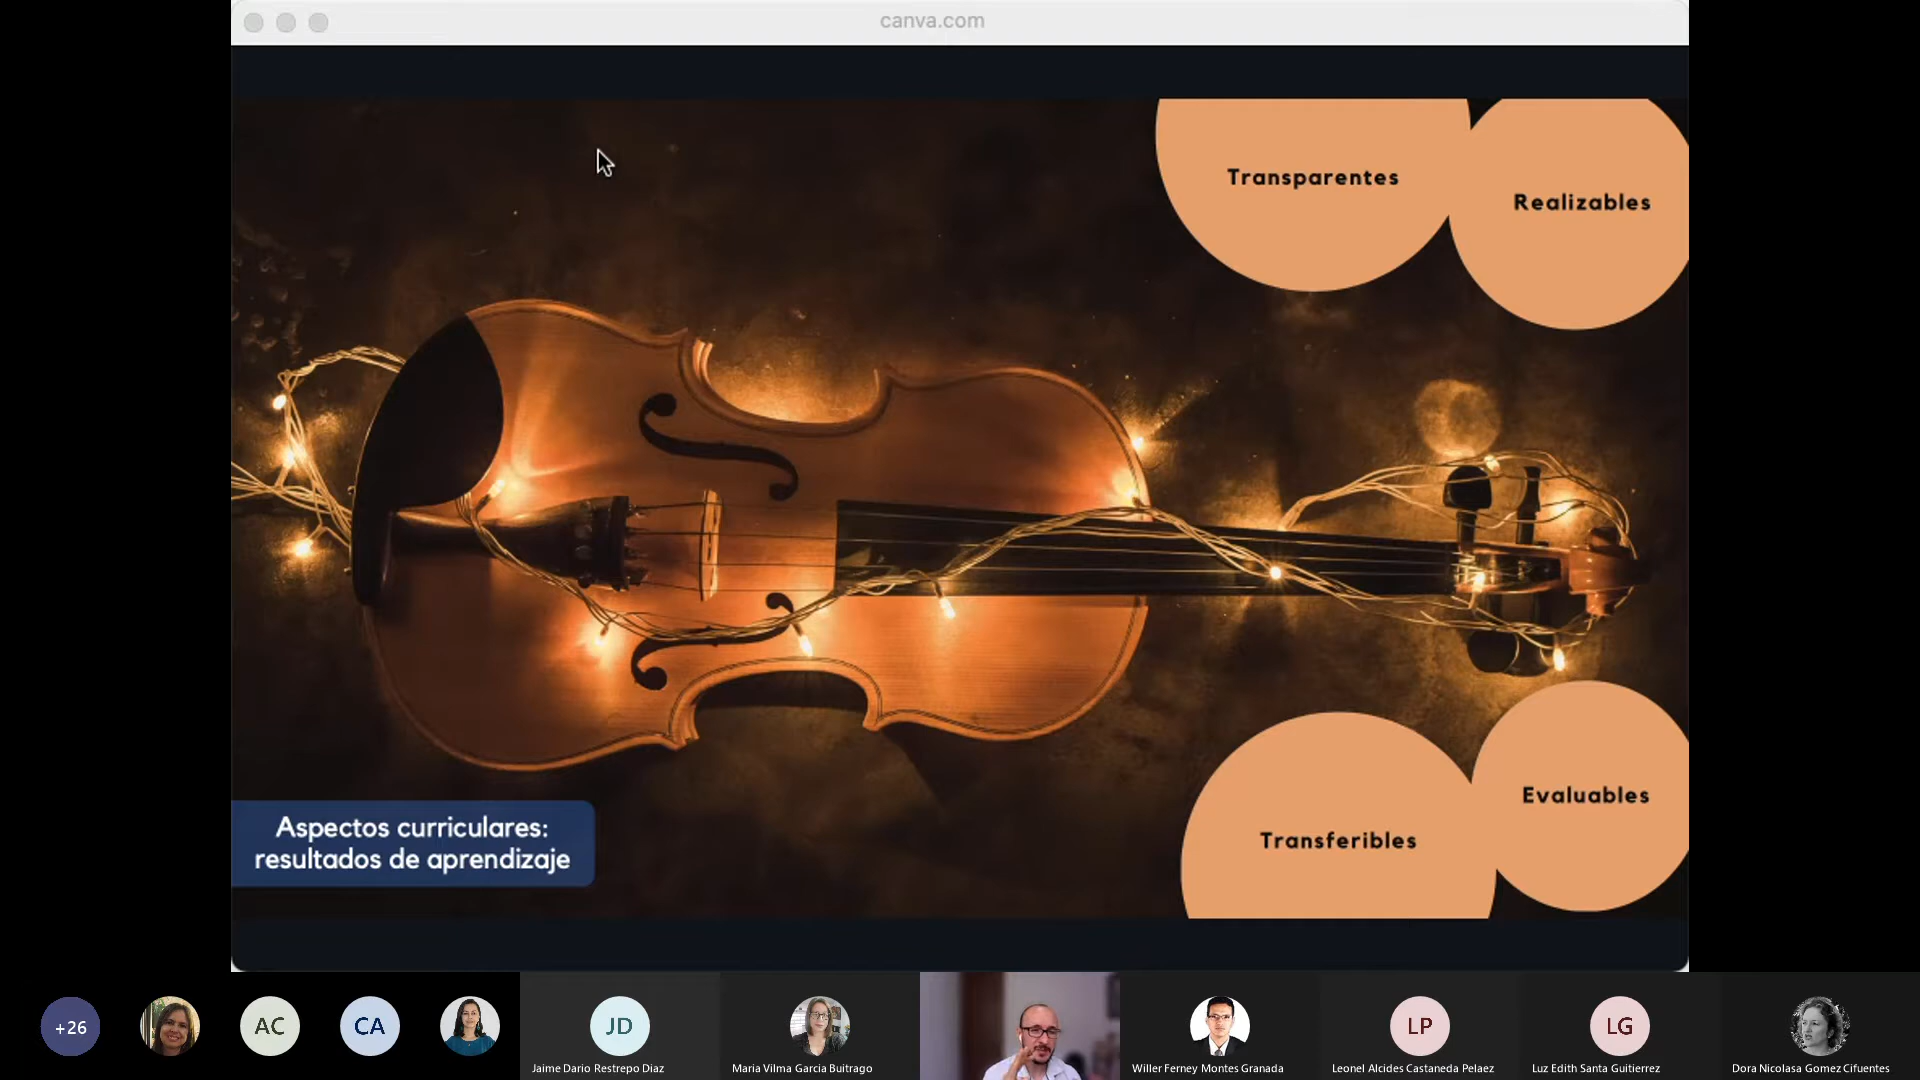 canva.com
Transparentes
Realizables
Aspectos curriculares:
resultados de aprendizaje
Transferibles
Evaluables
+26
AC
CA
JD
Jaime Dario Restrepo Diaz
Maria Vilma Garcia Buitrago
Willer Ferney Montes Granada
LP
Leonel Alcides Castaneda Pelaez
LG
Luz Edith Santa Guitierrez
Dora Nicolasa Gomez Cifuentes